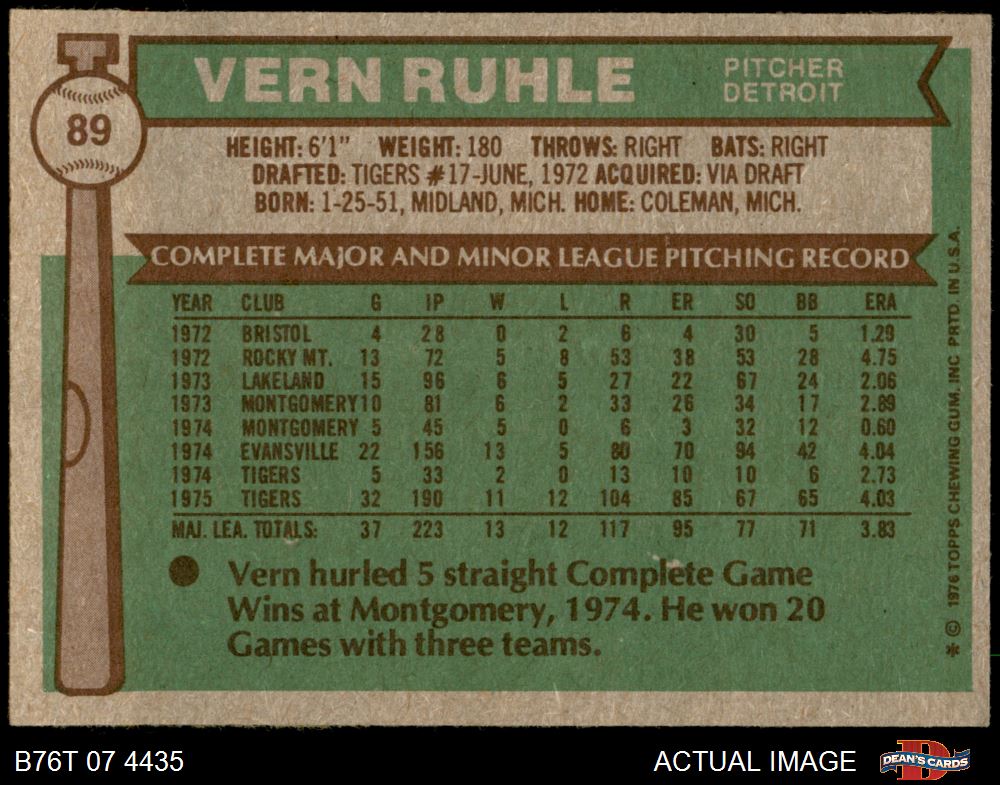 89
VERN RUHLE
PITCHER
DETROIT
HEIGHT: 6'1" WEIGHT: 180 THROWS: RIGHT BATS: RIGHT
DRAFTED: TIGERS #17-JUNE, 1972 ACQUIRED: VIA DRAFT
BORN: 1-25-51, MIDLAND, MICH. HOME: COLEMAN, MICH.
COMPLETE MAJOR AND MINOR LEAGUE PITCHING RECORD
YEAR CLUB G IP W L R ER SO BB ERA
1972 BRISTOL 4 28 0 2 6 4 30 5 1.29
1972 ROCKY MT. 13 72 5 8 53 38 53 28 4.75
1973 LAKELAND 15 96 6 5 27 22 67 24 2.06
1973 MONTGOMERY 10 81 6 2 33 26 34 17 2.89
1974 MONTGOMERY 5 45 5 0 6 3 32 12 0.60
1974 EVANSVILLE 22 156 13 5 80 70 94 42 4.04
1974 TIGERS 5 33 2 0 13 10 10 6 2.73
1975 TIGERS 32 190 11 12 104 85 67 65 4.03
MAJ. LEA. TOTALS: 37 223 13 12 117 95 77 71 3.83
● Vern hurled 5 straight Complete Game
Wins at Montgomery, 1974. He won 20
Games with three teams.
* © 1976 TOPPS CHEWING GUM, INC PRTD. IN U.S.A.
B76T 07 4435
ACTUAL IMAGE
D
DEAN'S CARDS